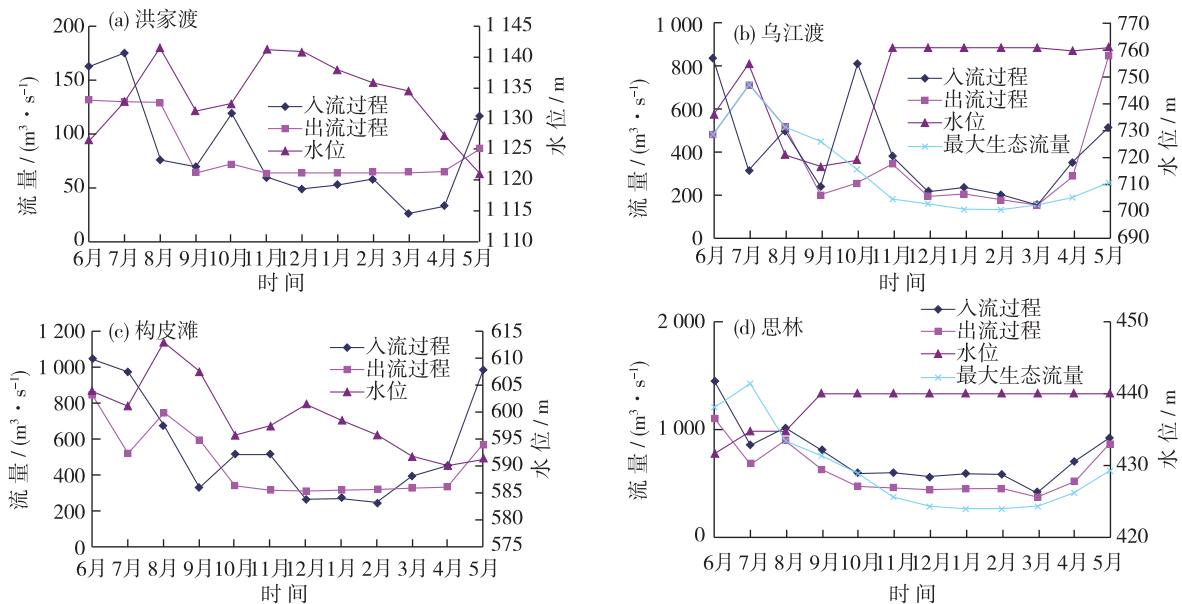 (a) 洪家渡
流 量 / (m³·s⁻¹)
200
150
100
50
0
入流过程
出流过程
水位
1 145
1 140
1 135
1 130
1 125
1 120
1 115
1 110
水 位 / m
6月 7月 8月 9月 10月 11月 12月 1月 2月 3月 4月 5月
时 间
(b) 乌江渡
流 量 / (m³·s⁻¹)
1 000
800
600
400
200
0
入流过程
出流过程
水位
最大生态流量
770
760
750
740
730
720
710
700
690
水 位 / m
6月 7月 8月 9月 10月 11月 12月 1月 2月 3月 4月 5月
时 间
(c) 构皮滩
流 量 / (m³·s⁻¹)
1 200
1 000
800
600
400
200
0
入流过程
出流过程
水位
615
610
605
600
595
590
585
580
575
水 位 / m
6月 7月 8月 9月 10月 11月 12月 1月 2月 3月 4月 5月
时 间
(d) 思林
流 量 / (m³·s⁻¹)
2 000
1 000
0
入流过程
出流过程
水位
最大生态流量
450
440
430
420
水 位 / m
6月 7月 8月 9月 10月 11月 12月 1月 2月 3月 4月 5月
时 间